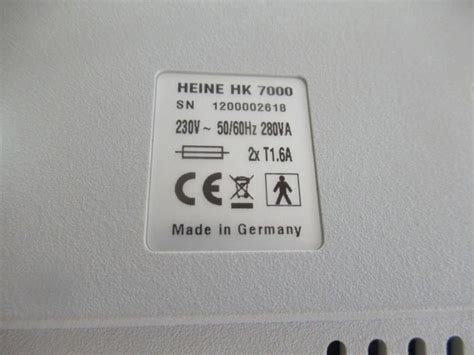 HEINE HK 7000
SN 1200002618
230V ~ 50/60Hz 280VA
2x T1.6A
CE
Made in Germany